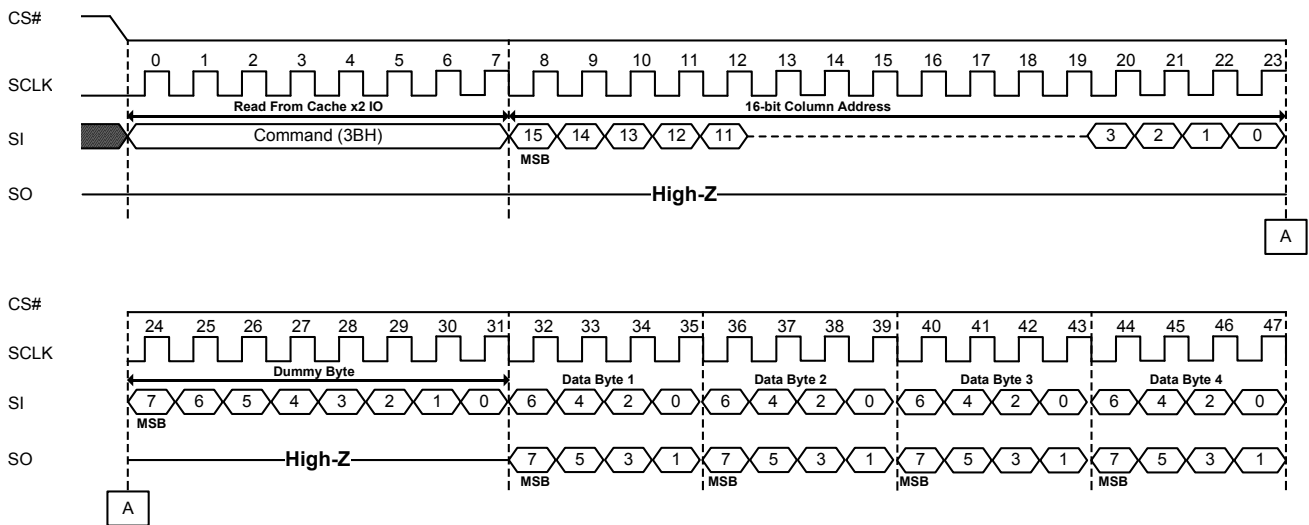 CS#
0 1 2 3 4 5 6 7 8 9 10 11 12 13 14 15 16 17 18 19 20 21 22 23
SCLK
Read From Cache x2 IO 16-bit Column Address
SI Command (3BH) 15 14 13 12 11 3 2 1 0
MSB
SO High-Z
A
CS#
24 25 26 27 28 29 30 31 32 33 34 35 36 37 38 39 40 41 42 43 44 45 46 47
SCLK
Dummy Byte Data Byte 1 Data Byte 2 Data Byte 3 Data Byte 4
SI 7 6 5 4 3 2 1 0 6 4 2 0 6 4 2 0 6 4 2 0 6 4 2 0
MSB
SO High-Z 7 5 3 1 7 5 3 1 7 5 3 1 7 5 3 1
MSB MSB MSB MSB
A